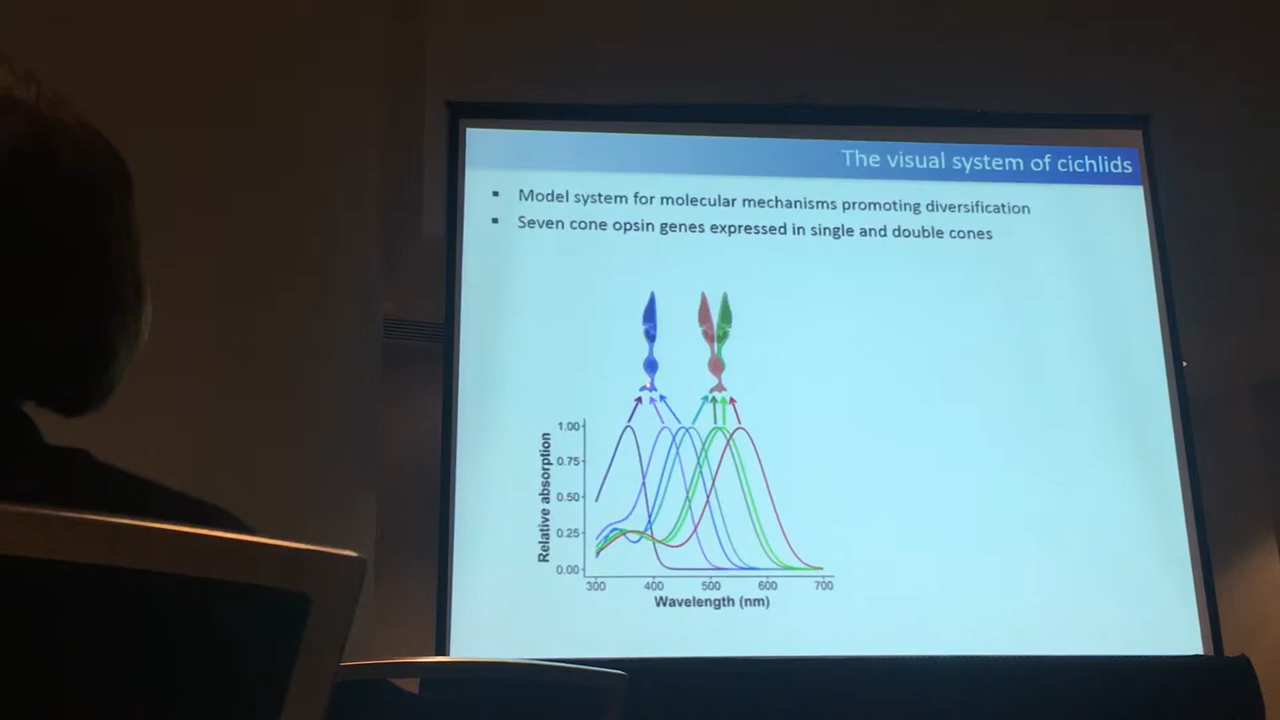 The visual system of cichlids
▪ Model system for molecular mechanisms promoting diversification
▪ Seven cone opsin genes expressed in single and double cones
Relative absorption
1.00
0.75
0.50
0.25
0.00
300 400 500 600 700
Wavelength (nm)